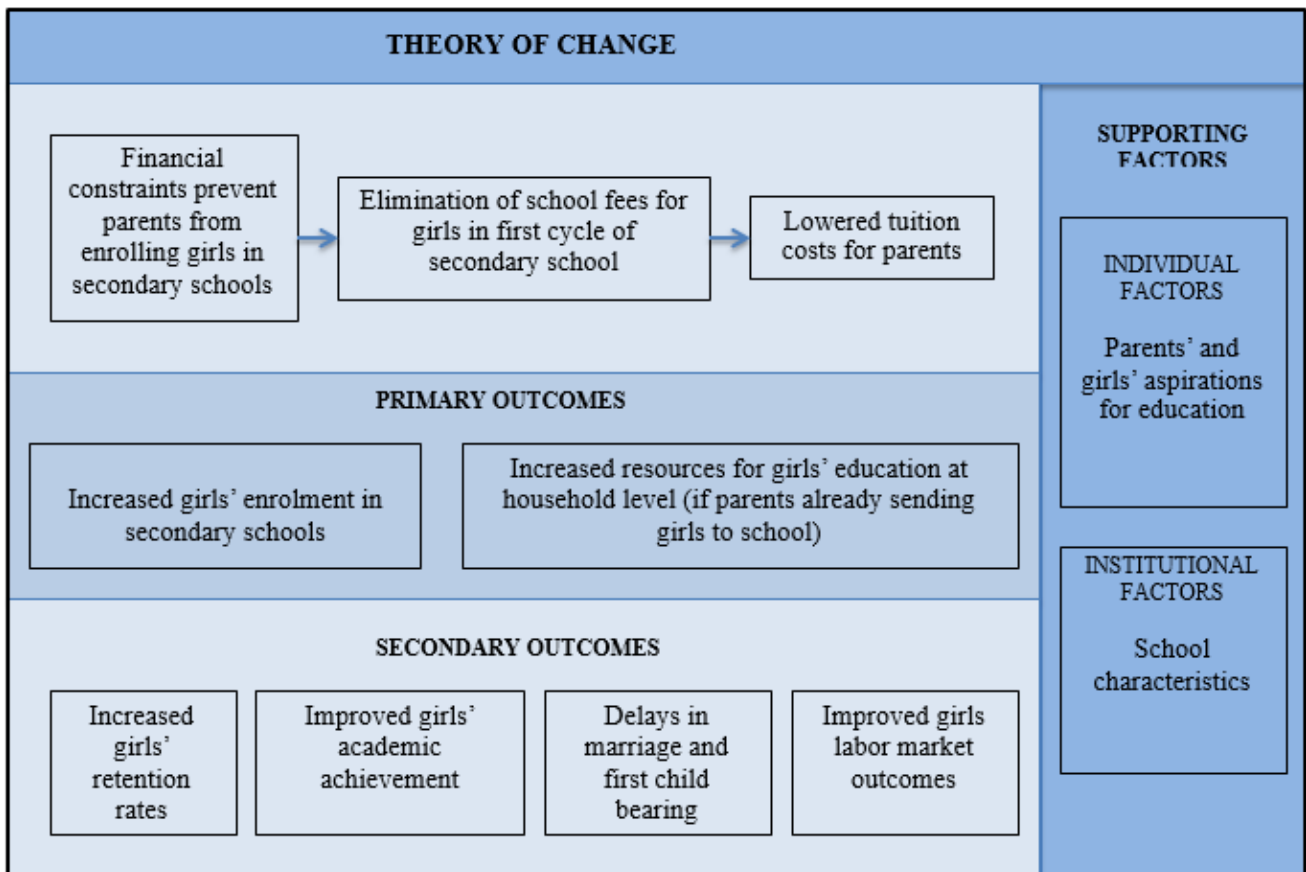 THEORY OF CHANGE
Financial
constraints prevent
parents from
enrolling girls in
secondary schools
Elimination of school fees for
girls in first cycle of
secondary school
Lowered tuition
costs for parents
PRIMARY OUTCOMES
Increased girls’ enrolment in
secondary schools
Increased resources for girls’ education at
household level (if parents already sending
girls to school)
SECONDARY OUTCOMES
Increased
girls’
retention
rates
Improved girls’
academic
achievement
Delays in
marriage and
first child
bearing
Improved girls
labor market
outcomes
SUPPORTING
FACTORS
INDIVIDUAL
FACTORS
Parents’ and
girls’ aspirations
for education
INSTITUTIONAL
FACTORS
School
characteristics